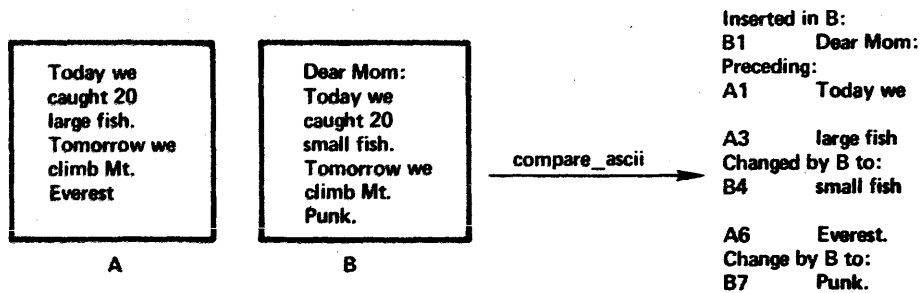 Today we
caught 20
large fish.
Tomorrow we
climb Mt.
Everest
A
Dear Mom:
Today we
caught 20
small fish.
Tomorrow we
climb Mt.
Punk.
B
compare_ascii
Inserted in B:
B1 Dear Mom:
Preceding:
A1 Today we
A3 large fish
Changed by B to:
B4 small fish
A6 Everest.
Change by B to:
B7 Punk.